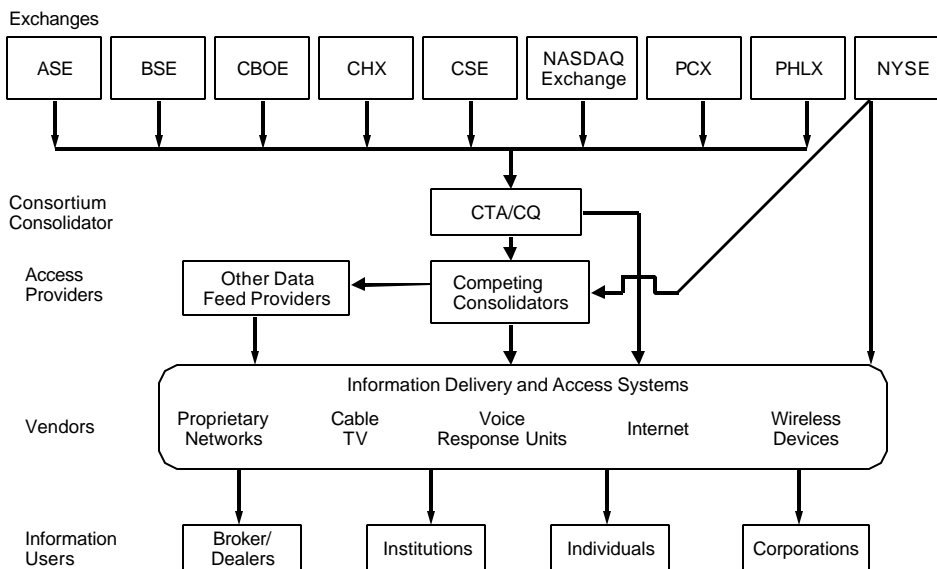 Exchanges
ASE
BSE
CBOE
CHX
CSE
NASDAQ
Exchange
PCX
PHLX
NYSE
Consortium
Consolidator
CTA/CQ
Access
Providers
Other Data
Feed Providers
Competing
Consolidators
Information Delivery and Access Systems
Vendors
Proprietary
Networks
Cable
TV
Voice
Response Units
Internet
Wireless
Devices
Information
Users
Broker/
Dealers
Institutions
Individuals
Corporations